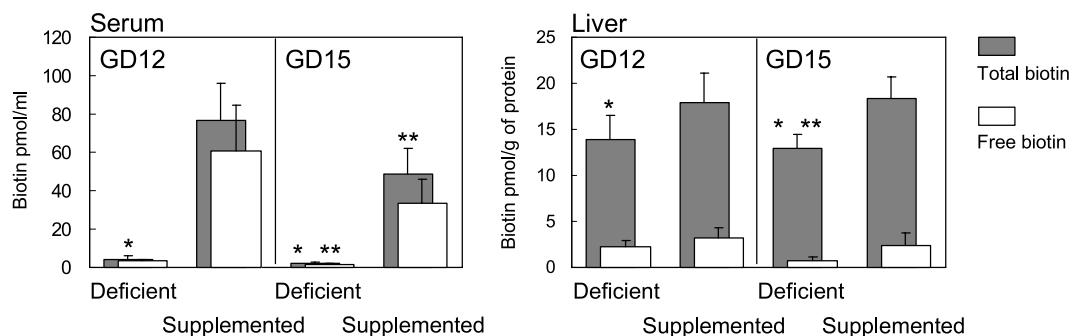 Serum
120
100
80
60
40
20
0
Biotin pmol/ml
GD12
GD15
*
* **
**
Deficient
Deficient
Supplemented
Supplemented
Liver
25
20
15
10
5
0
Biotin pmol/g of protein
GD12
GD15
*
* **
Deficient
Deficient
Supplemented
Supplemented
Total biotin
Free biotin